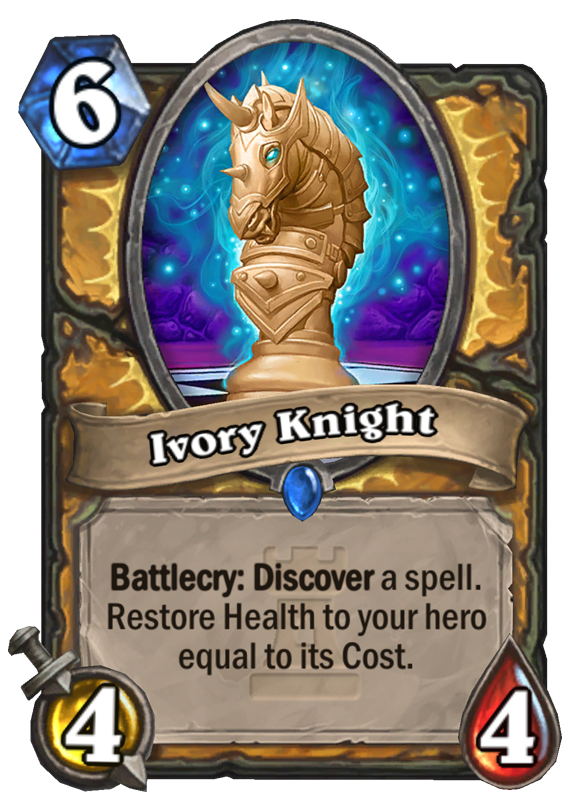 6
Ivory Knight
Battlecry: Discover a spell.
Restore Health to your hero
equal to its Cost.
4
4